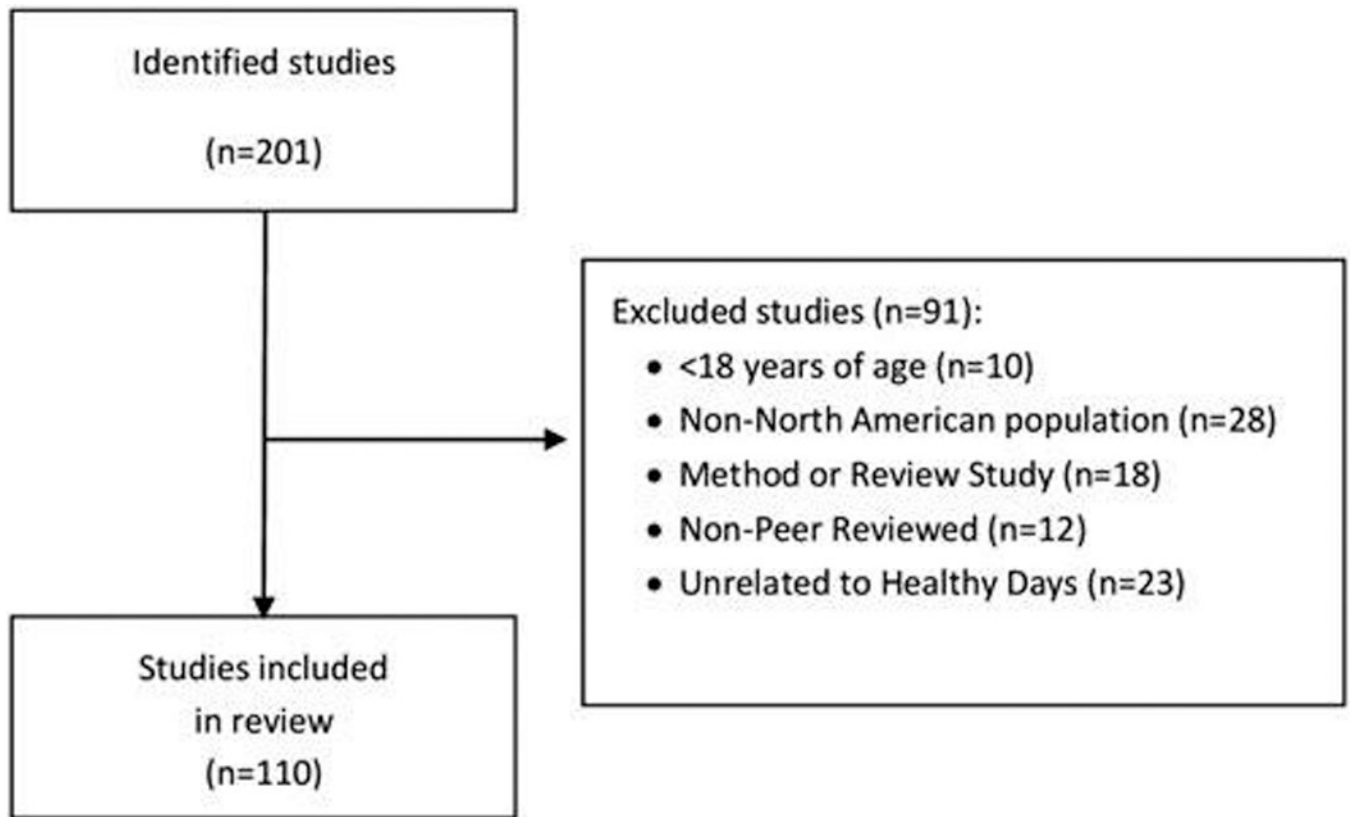 Identified studies
(n=201)
Excluded studies (n=91):
• <18 years of age (n=10)
• Non-North American population (n=28)
• Method or Review Study (n=18)
• Non-Peer Reviewed (n=12)
• Unrelated to Healthy Days (n=23)
Studies included
in review
(n=110)